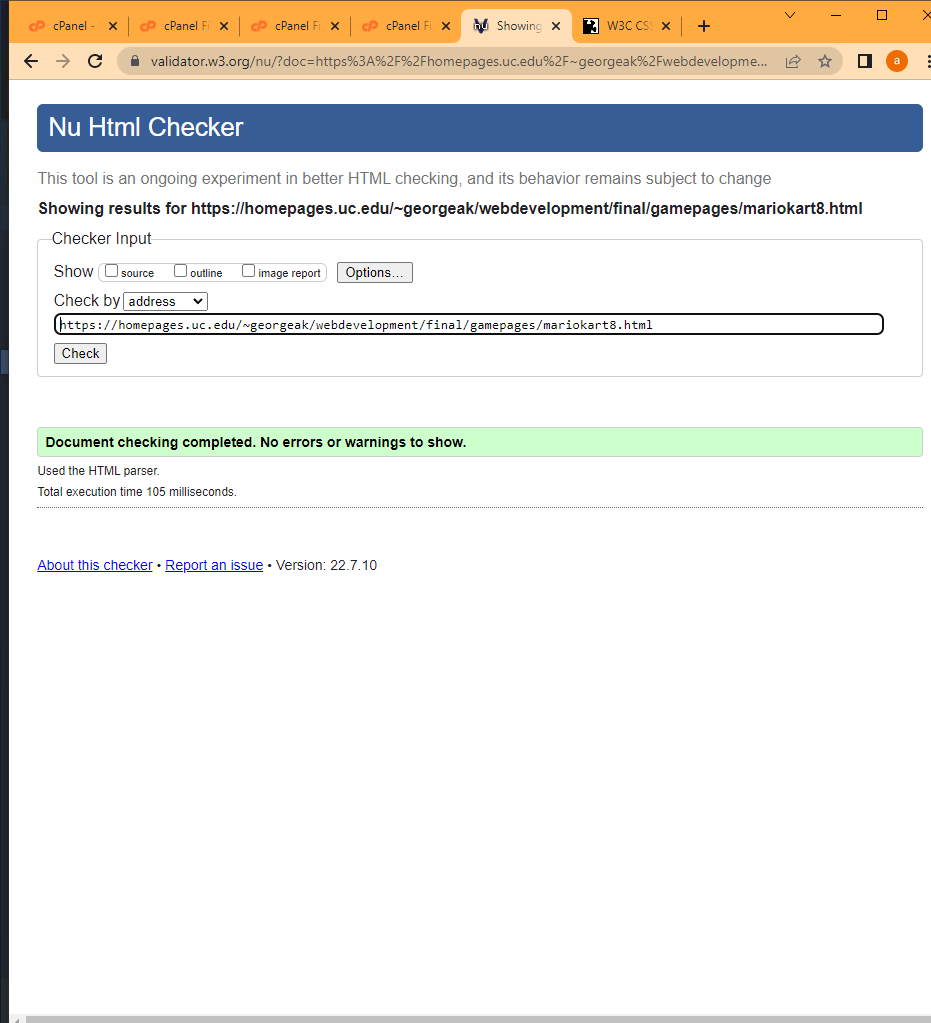 cPanel - cPanel Fi cPanel Fi cPanel Fi Showing W3C CSS
validator.w3.org/nu/?doc=https%3A%2F%2Fhomepages.uc.edu%2F~georgeak%2Fwebdevelopme... a
Nu Html Checker
This tool is an ongoing experiment in better HTML checking, and its behavior remains subject to change
Showing results for https://homepages.uc.edu/~georgeak/webdevelopment/final/gamepages/mariokart8.html
Checker Input
Show source outline image report Options...
Check by address
https://homepages.uc.edu/~georgeak/webdevelopment/final/gamepages/mariokart8.html
Check
Document checking completed. No errors or warnings to show.
Used the HTML parser.
Total execution time 105 milliseconds.
About this checker • Report an issue • Version: 22.7.10